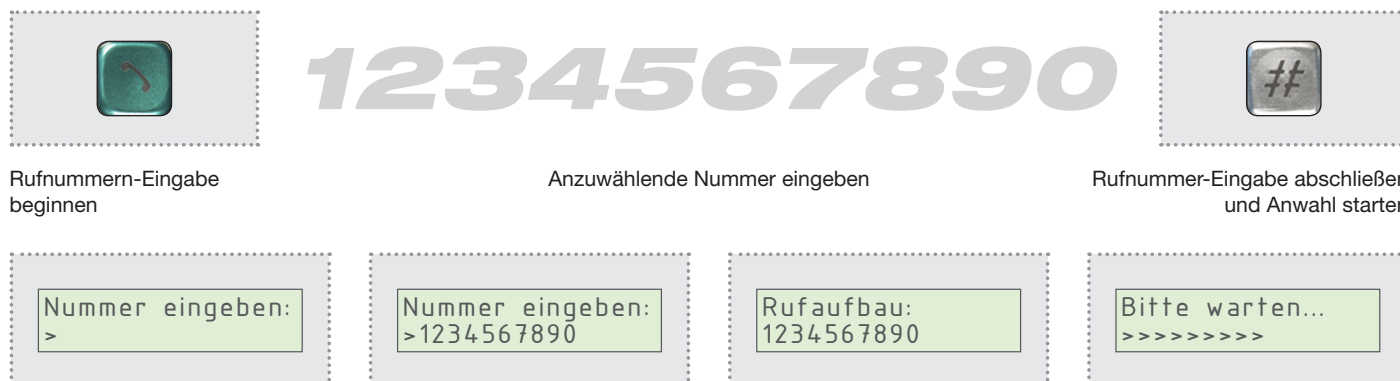 1234567890
#
Rufnummern-Eingabe
beginnen
Anzuwählende Nummer eingeben
Rufnummer-Eingabe abschließen
und Anwahl starten
Nummer eingeben:
>
Nummer eingeben:
>1234567890
Rufaufbau:
1234567890
Bitte warten...
>>>>>>>>>